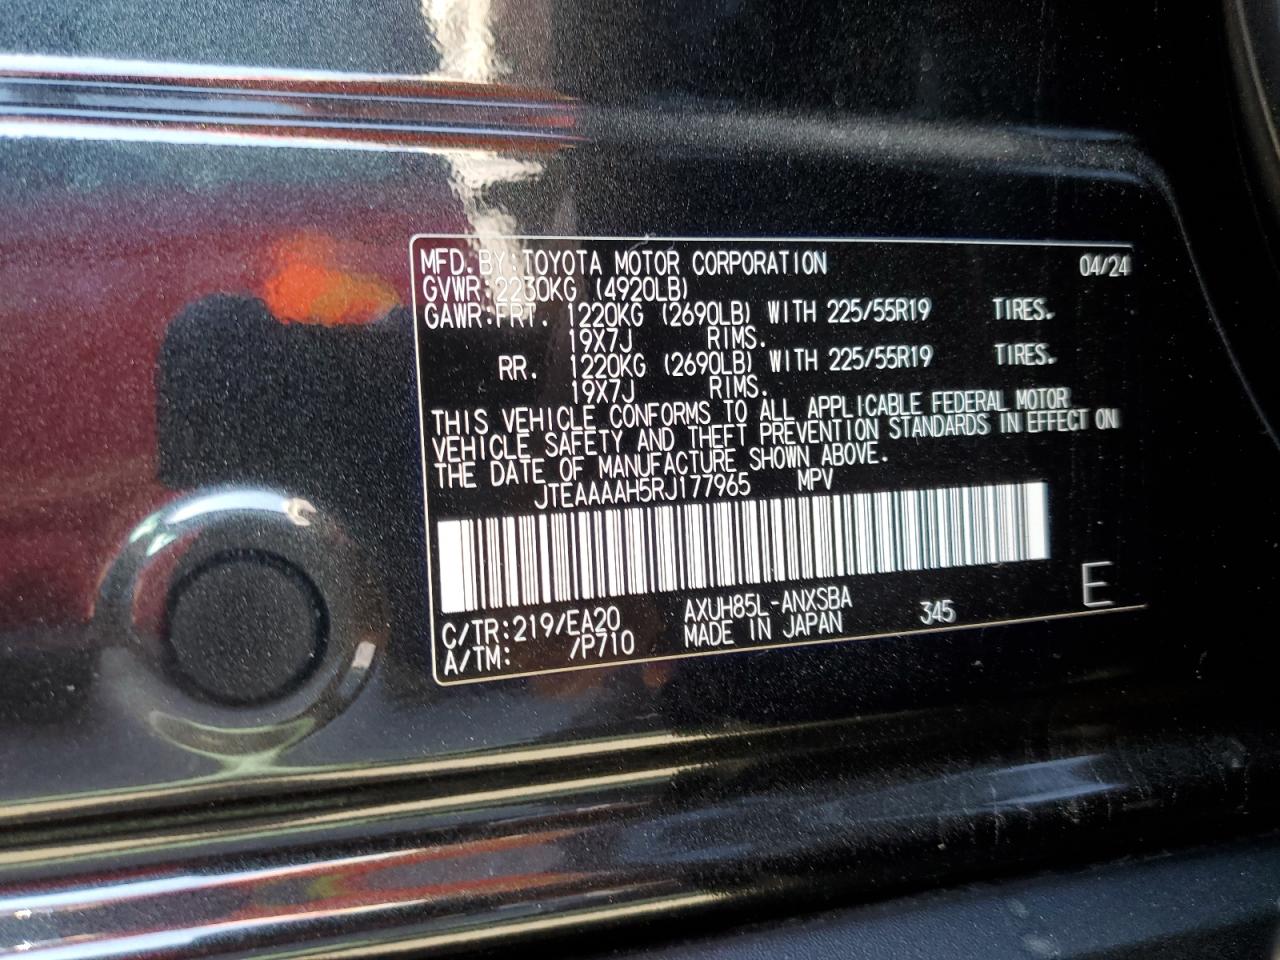 MFD. BY: TOYOTA MOTOR CORPORATION 04/24
GVWR: 2230KG (4920LB)
GAWR: FRT. 1220KG (2690LB) WITH 225/55R19 TIRES.
19X7J RIMS.
RR. 1220KG (2690LB) WITH 225/55R19 TIRES.
19X7J RIMS.
THIS VEHICLE CONFORMS TO ALL APPLICABLE FEDERAL MOTOR
VEHICLE SAFETY AND THEFT PREVENTION STANDARDS IN EFFECT ON
THE DATE OF MANUFACTURE SHOWN ABOVE.
JTEAAAAH5RJ177965 MPV
C/TR: 219/EA20 AXUH85L-ANXSBA 345 E
A/TM: /P710 MADE IN JAPAN